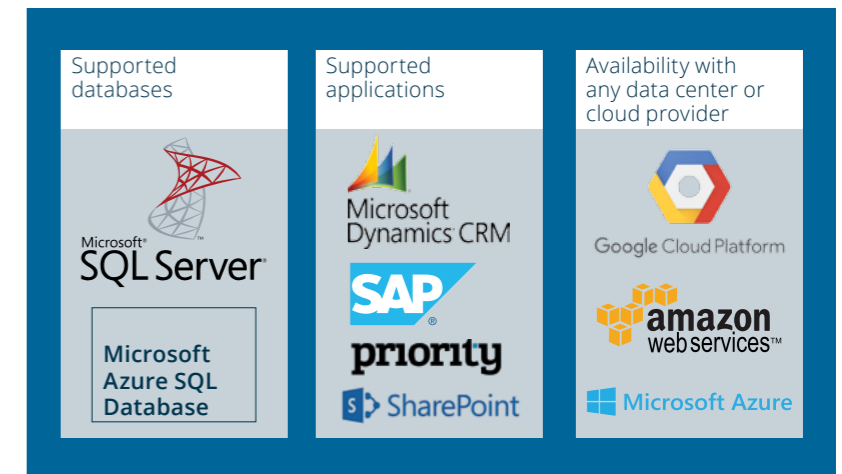 Supported
databases
Microsoft®
SQL Server®
Microsoft
Azure SQL
Database
Supported
applications
Microsoft®
Dynamics CRM
SAP®
priority
S SharePoint
Availability with
any data center or
cloud provider
Google Cloud Platform
amazon
web services™
Microsoft Azure